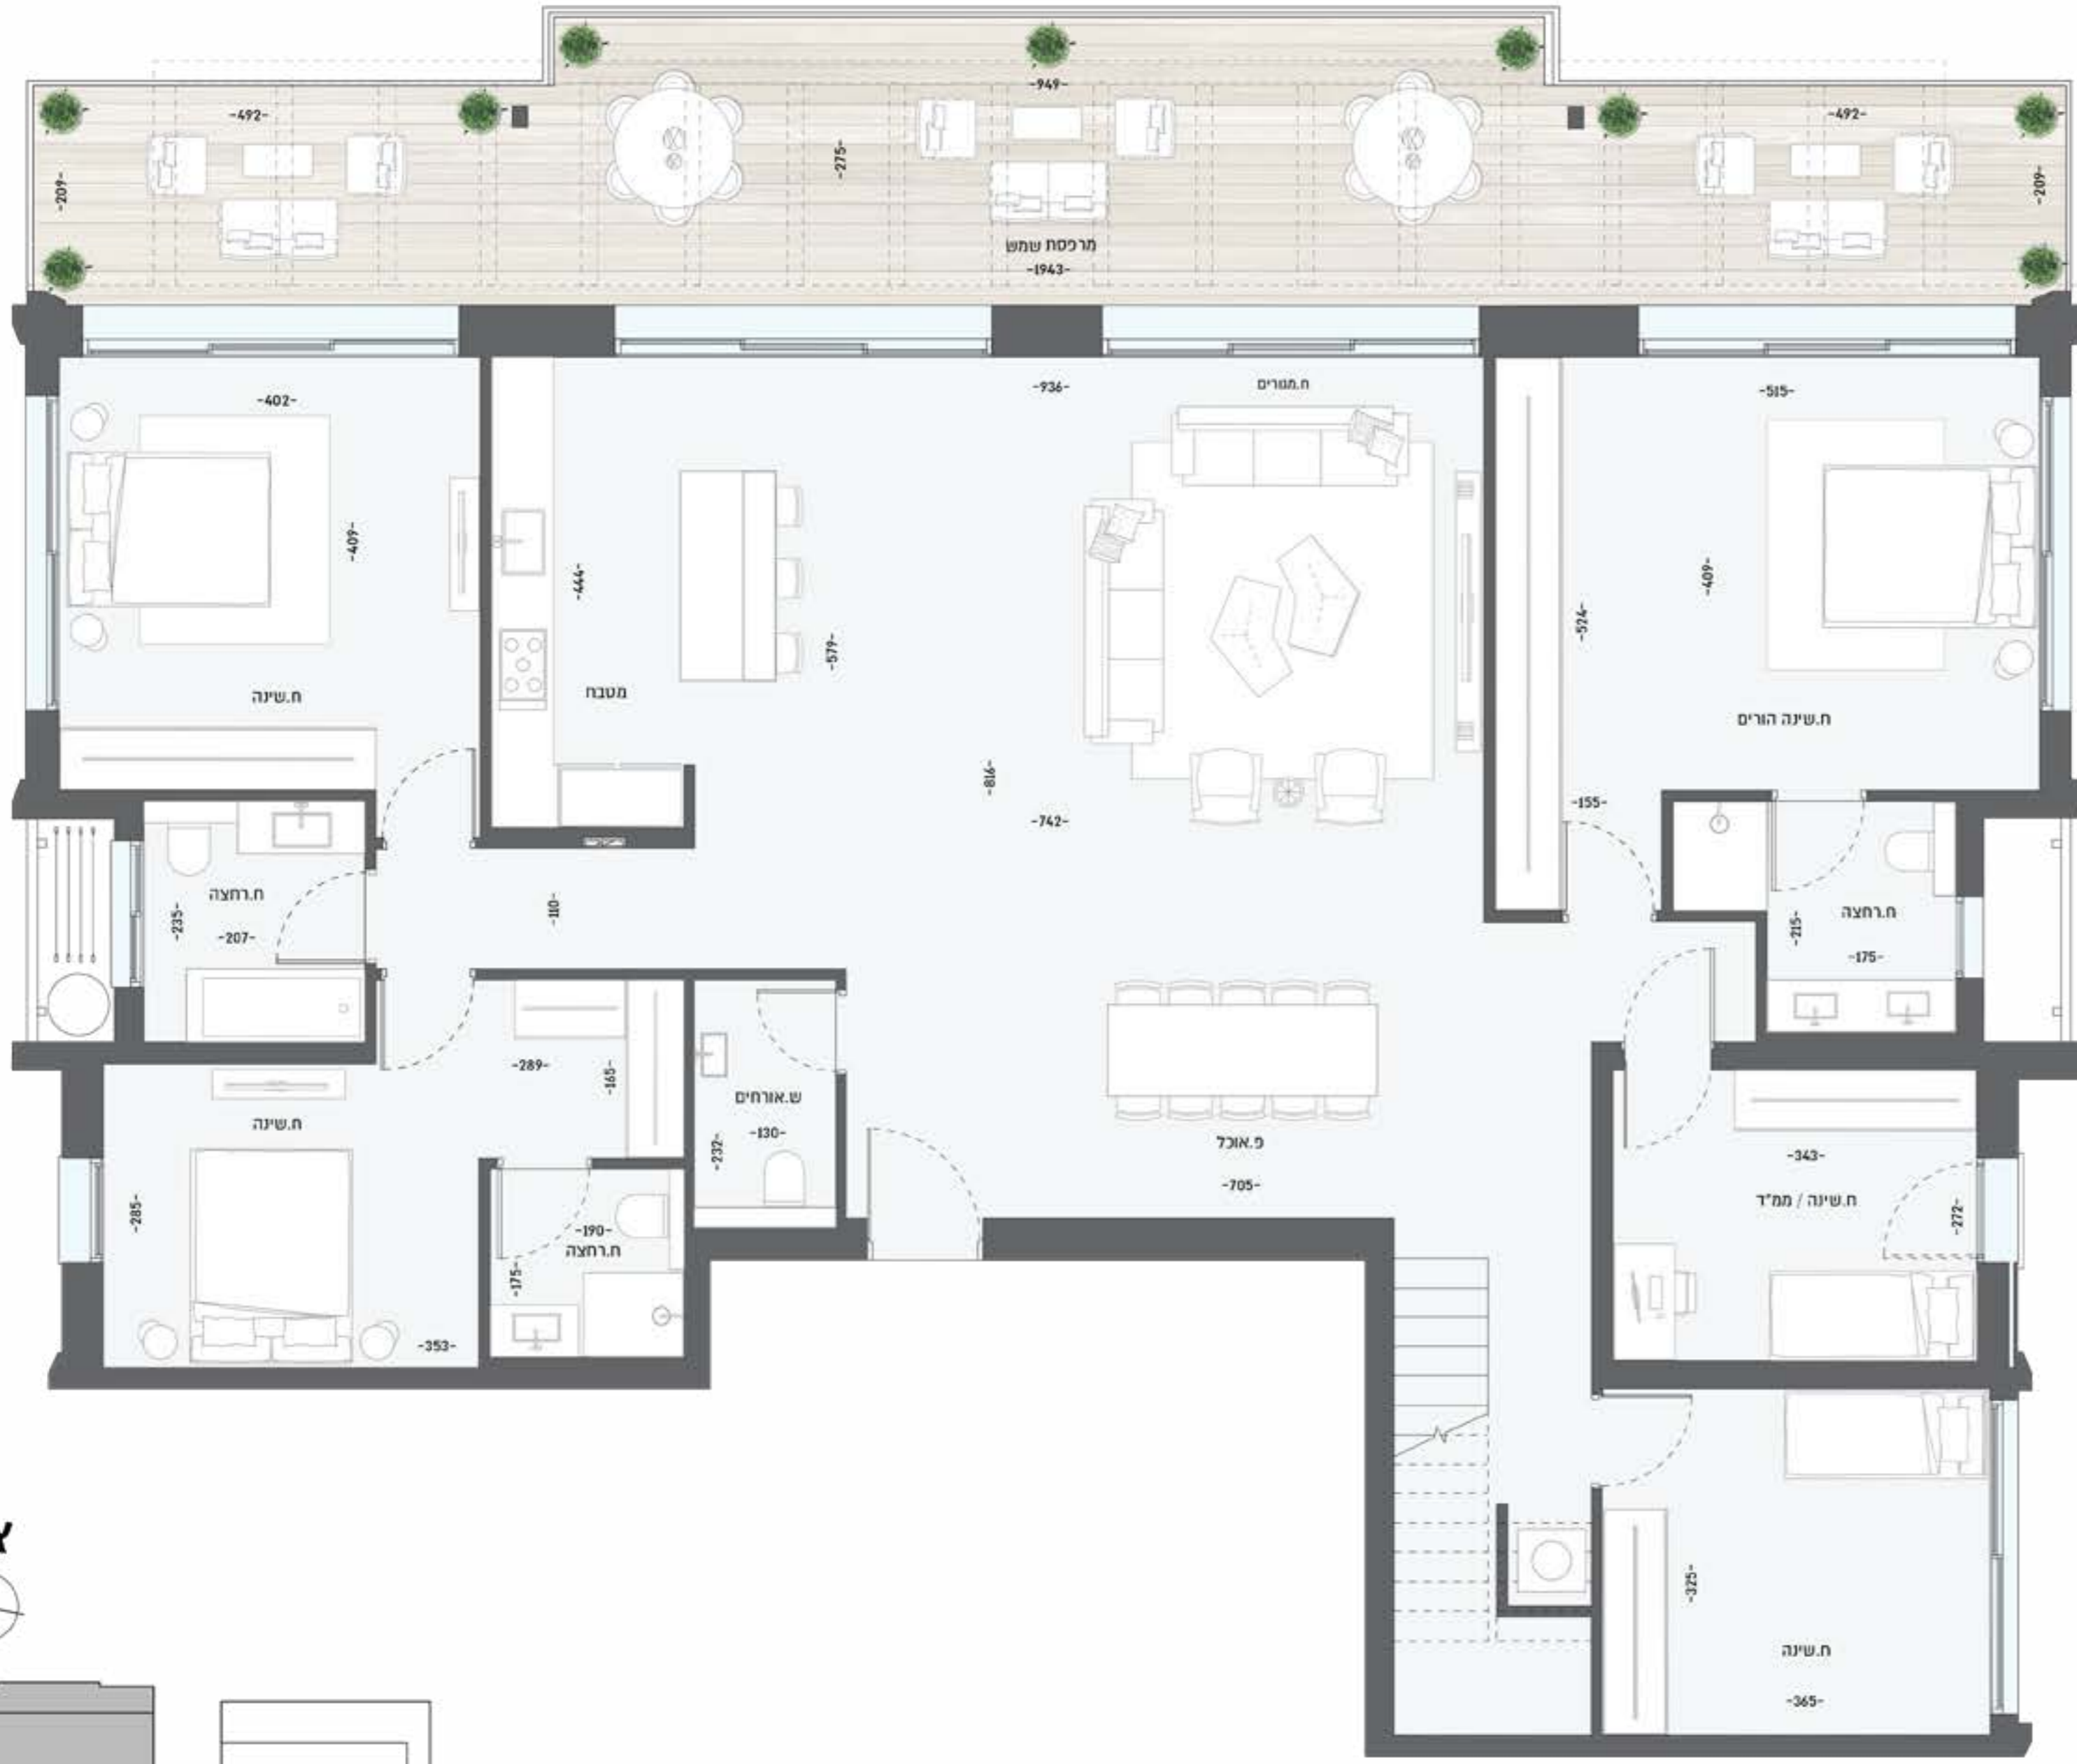 -949-
-492-
-492-
-275-
-209-
-209-
מרפסת שמש
-1943-
-936-
ח.מגורים
-402-
-515-
-409-
-444-
-579-
-409-
-524-
מטבח
ח.שינה
ח.שינה הורים
-816-
-742-
-155-
ח.רחצה
-235-
-207-
-110-
ח.רחצה
-215-
-175-
-289-
-165-
ש.אורחים
-130-
-232-
ח.שינה
פ.אוכל
-705-
-343-
ח.שינה / ממ"ד
-272-
-285-
-190-
ח.רחצה
-175-
-353-
-325-
ח.שינה
-365-